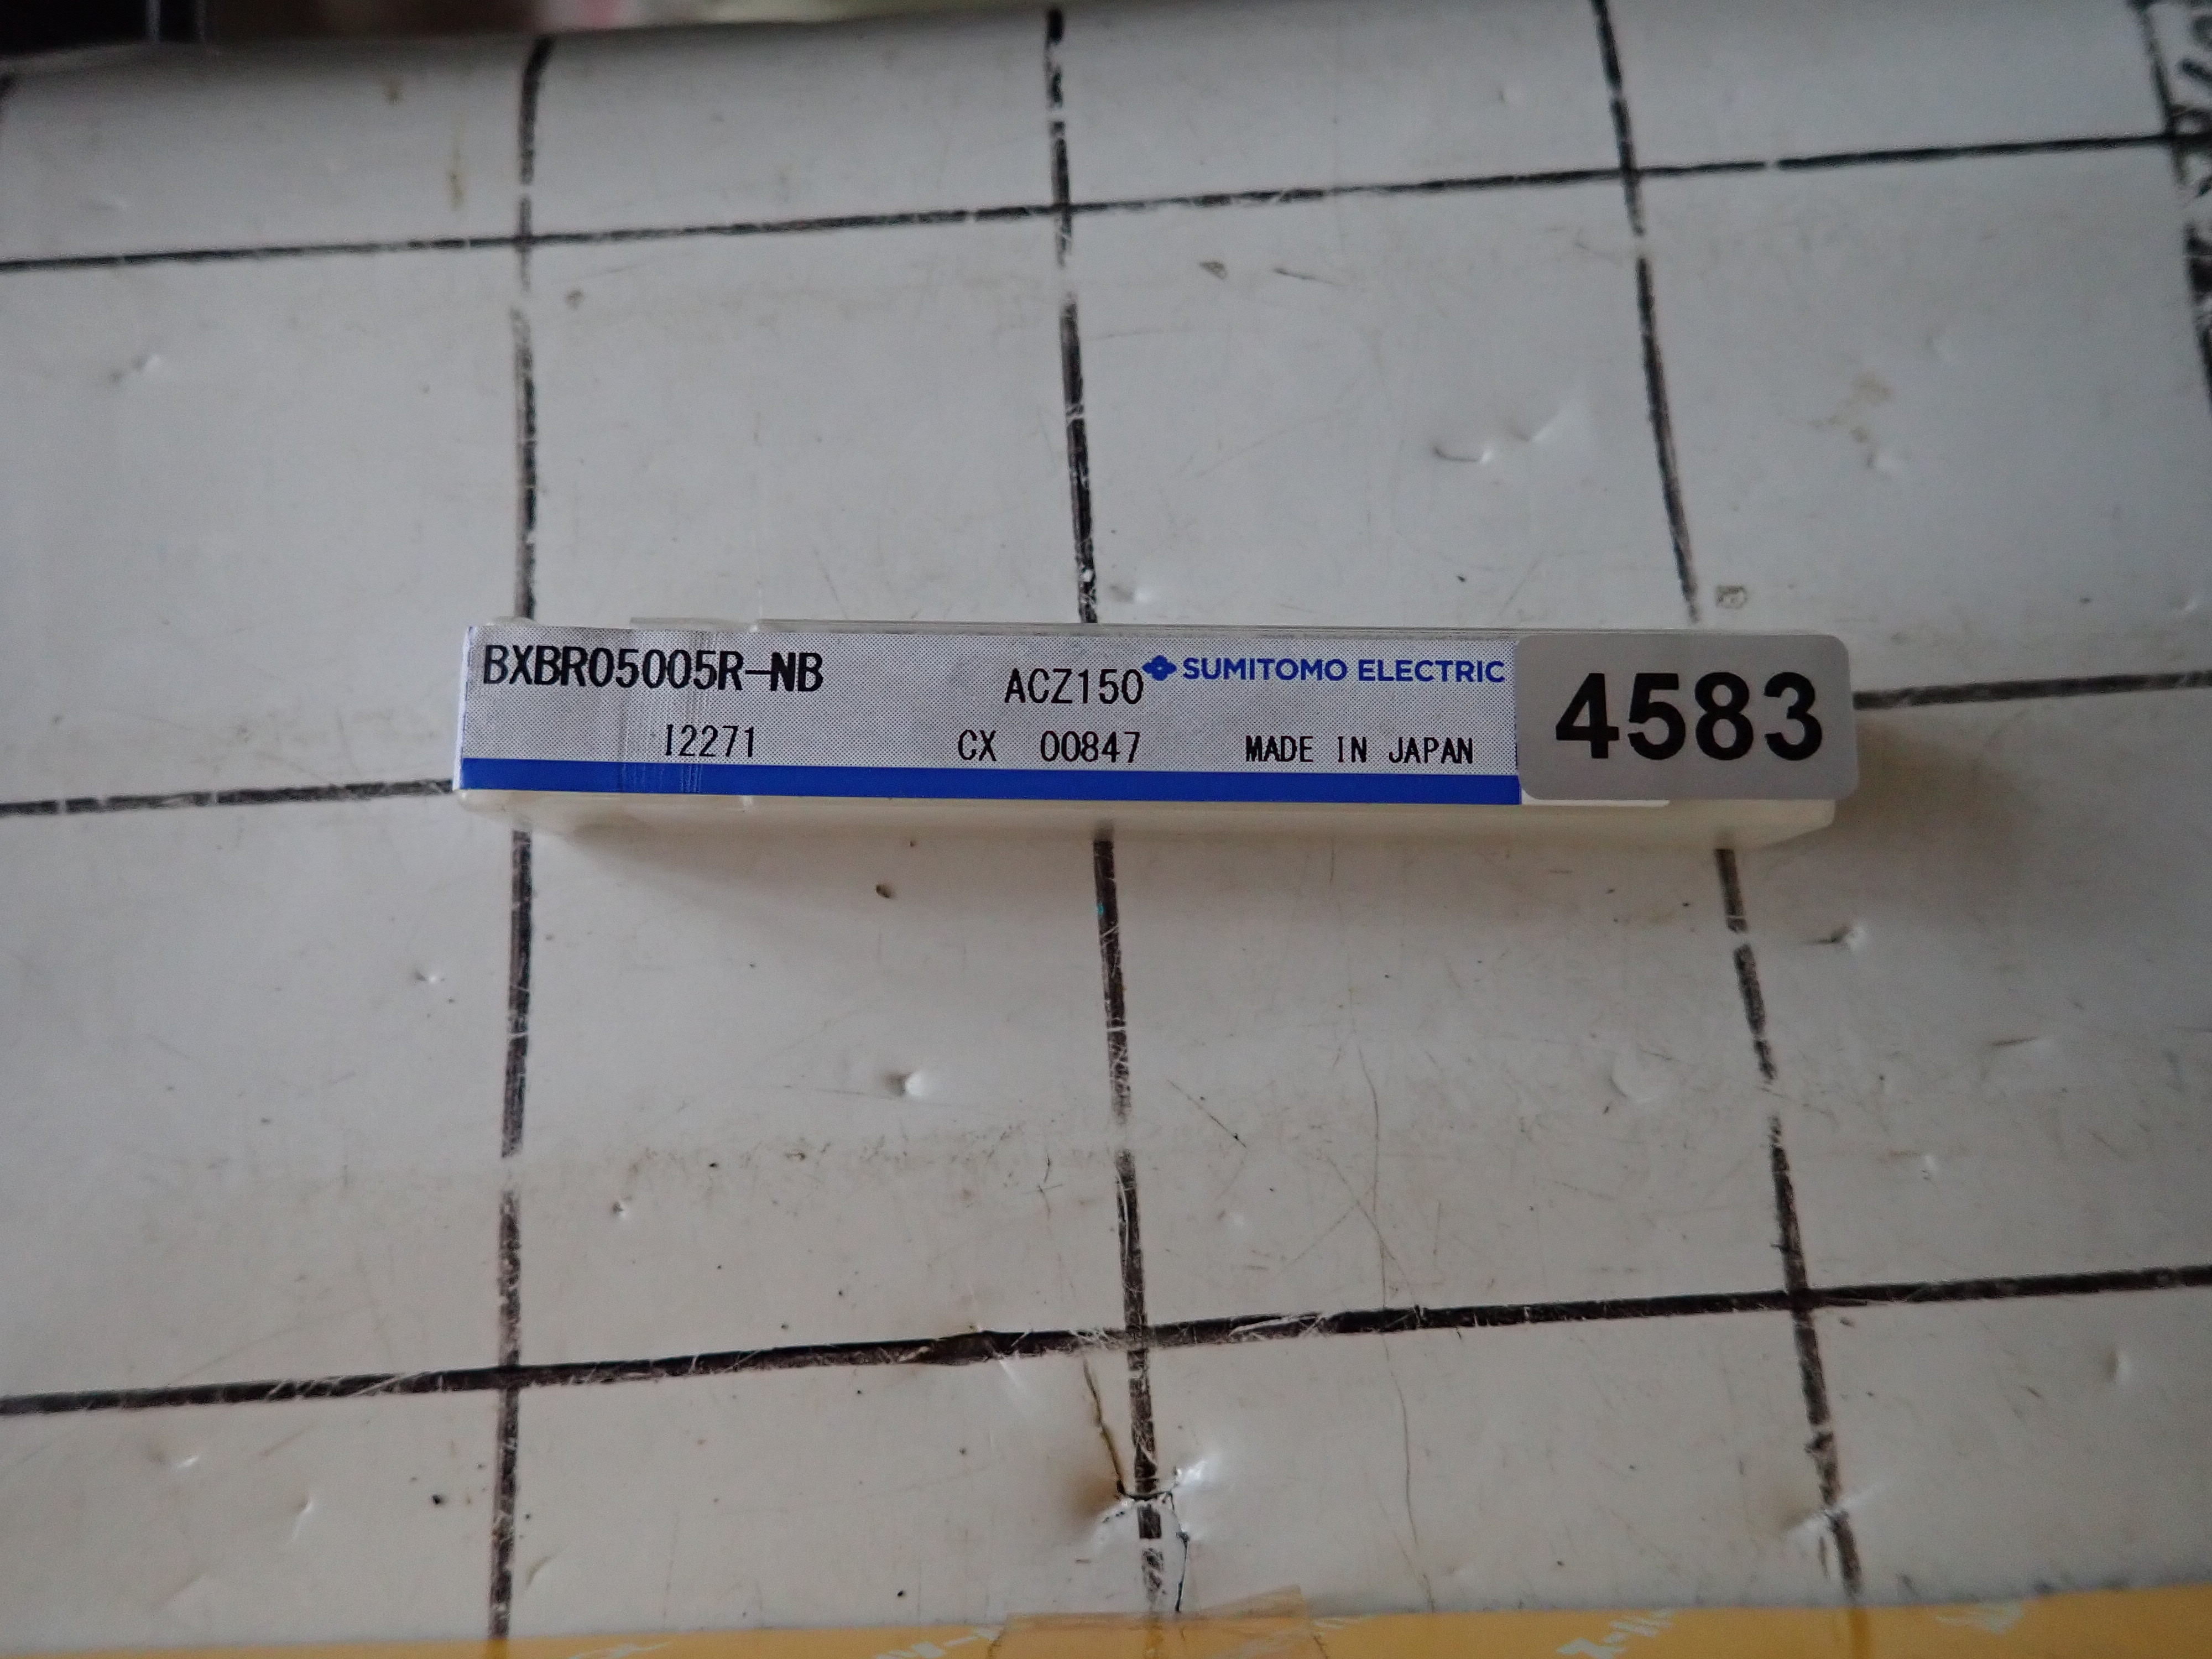 BXBR05005R-NB
ACZ150
SUMITOMO ELECTRIC
4583
I2271
CX 00847
MADE IN JAPAN